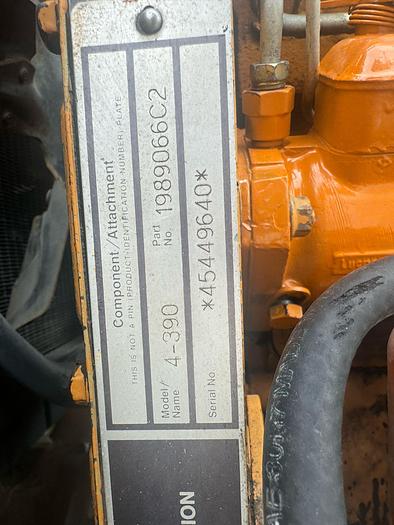 Component/Attachment
THIS IS NOT A PIN (PRODUCT IDENTIFICATION NUMBER) PLATE
Model/
Name 4-390
Part
No. 1989066C2
Serial No. *45449640*
ION